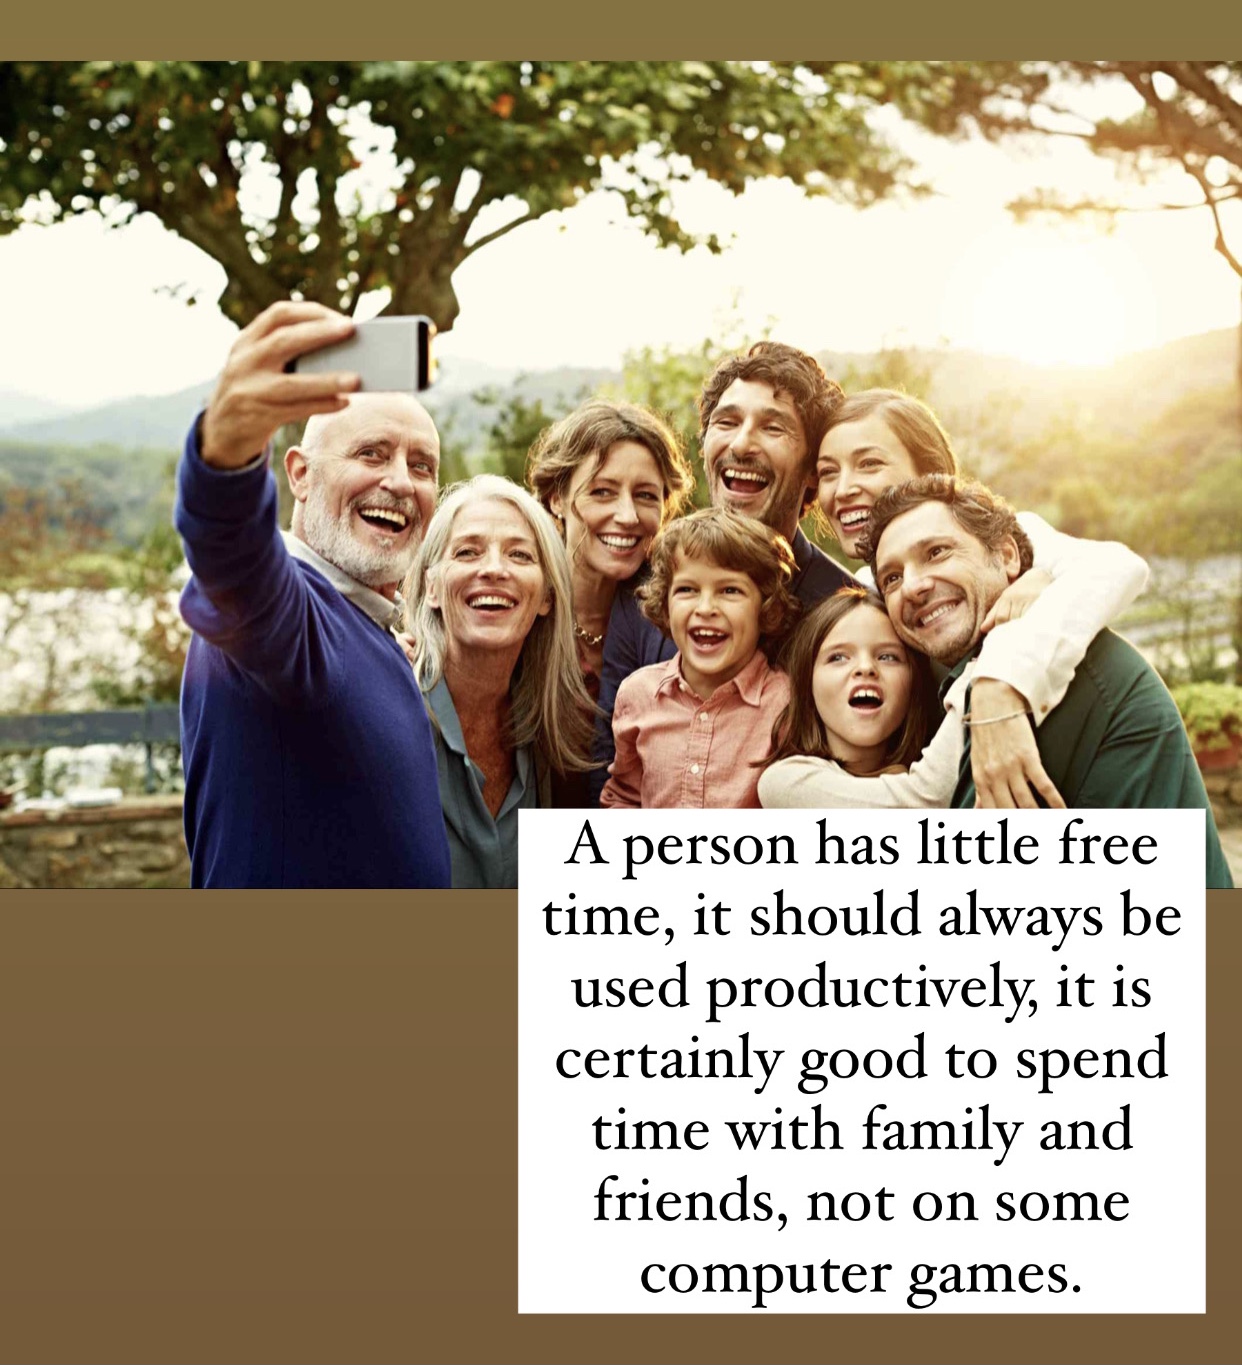 A person has little free
time, it should always be
used productively, it is
certainly good to spend
time with family and
friends, not on some
computer games.